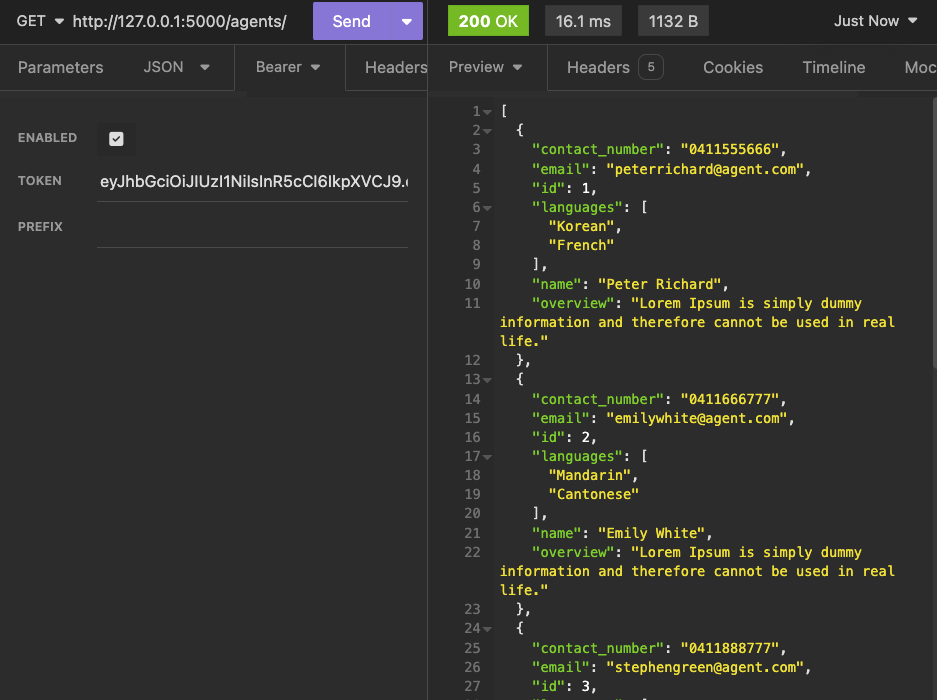 GET http://127.0.0.1:5000/agents/ Send 200 OK 16.1 ms 1132 B Just Now
Parameters JSON Bearer Headers Preview Headers 5 Cookies Timeline Moc
ENABLED
TOKEN eyJhbGciOiJIUzI1NiIsInR5cCI6IkpXVCJ9.
PREFIX
1 [
2 {
3 "contact_number": "0411555666",
4 "email": "peterrichard@agent.com",
5 "id": 1,
6 "languages": [
7 "Korean",
8 "French"
9 ],
10 "name": "Peter Richard",
11 "overview": "Lorem Ipsum is simply dummy
information and therefore cannot be used in real
life."
12 },
13 {
14 "contact_number": "0411666777",
15 "email": "emilywhite@agent.com",
16 "id": 2,
17 "languages": [
18 "Mandarin",
19 "Cantonese"
20 ],
21 "name": "Emily White",
22 "overview": "Lorem Ipsum is simply dummy
information and therefore cannot be used in real
life."
23 },
24 {
25 "contact_number": "0411888777",
26 "email": "stephengreen@agent.com",
27 "id": 3,